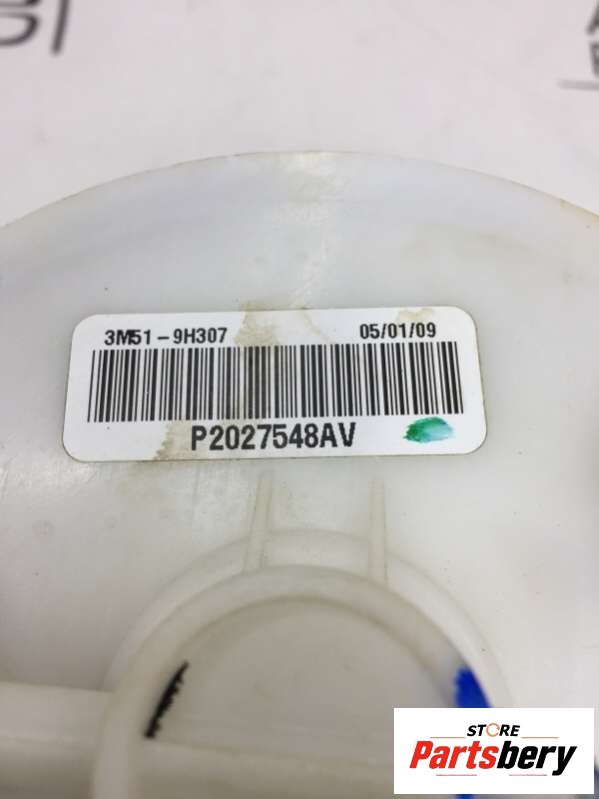 3M51-9H307 05/01/09
P2027548AV
STORE
Partsbery